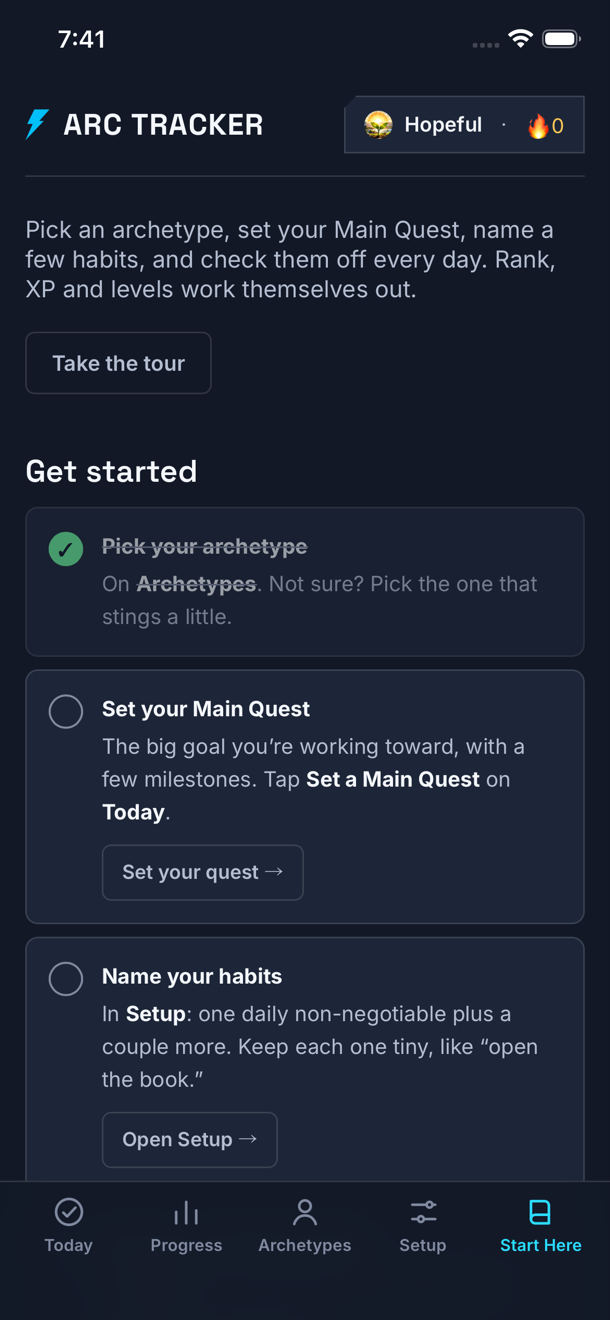 7:41
ARC TRACKER
Hopeful · 🔥0
Pick an archetype, set your Main Quest, name a
few habits, and check them off every day. Rank,
XP and levels work themselves out.
Take the tour
Get started
Pick your archetype
On Archetypes. Not sure? Pick the one that
stings a little.
Set your Main Quest
The big goal you’re working toward, with a
few milestones. Tap Set a Main Quest on
Today.
Set your quest →
Name your habits
In Setup: one daily non-negotiable plus a
couple more. Keep each one tiny, like “open
the book.”
Open Setup →
Today
Progress
Archetypes
Setup
Start Here